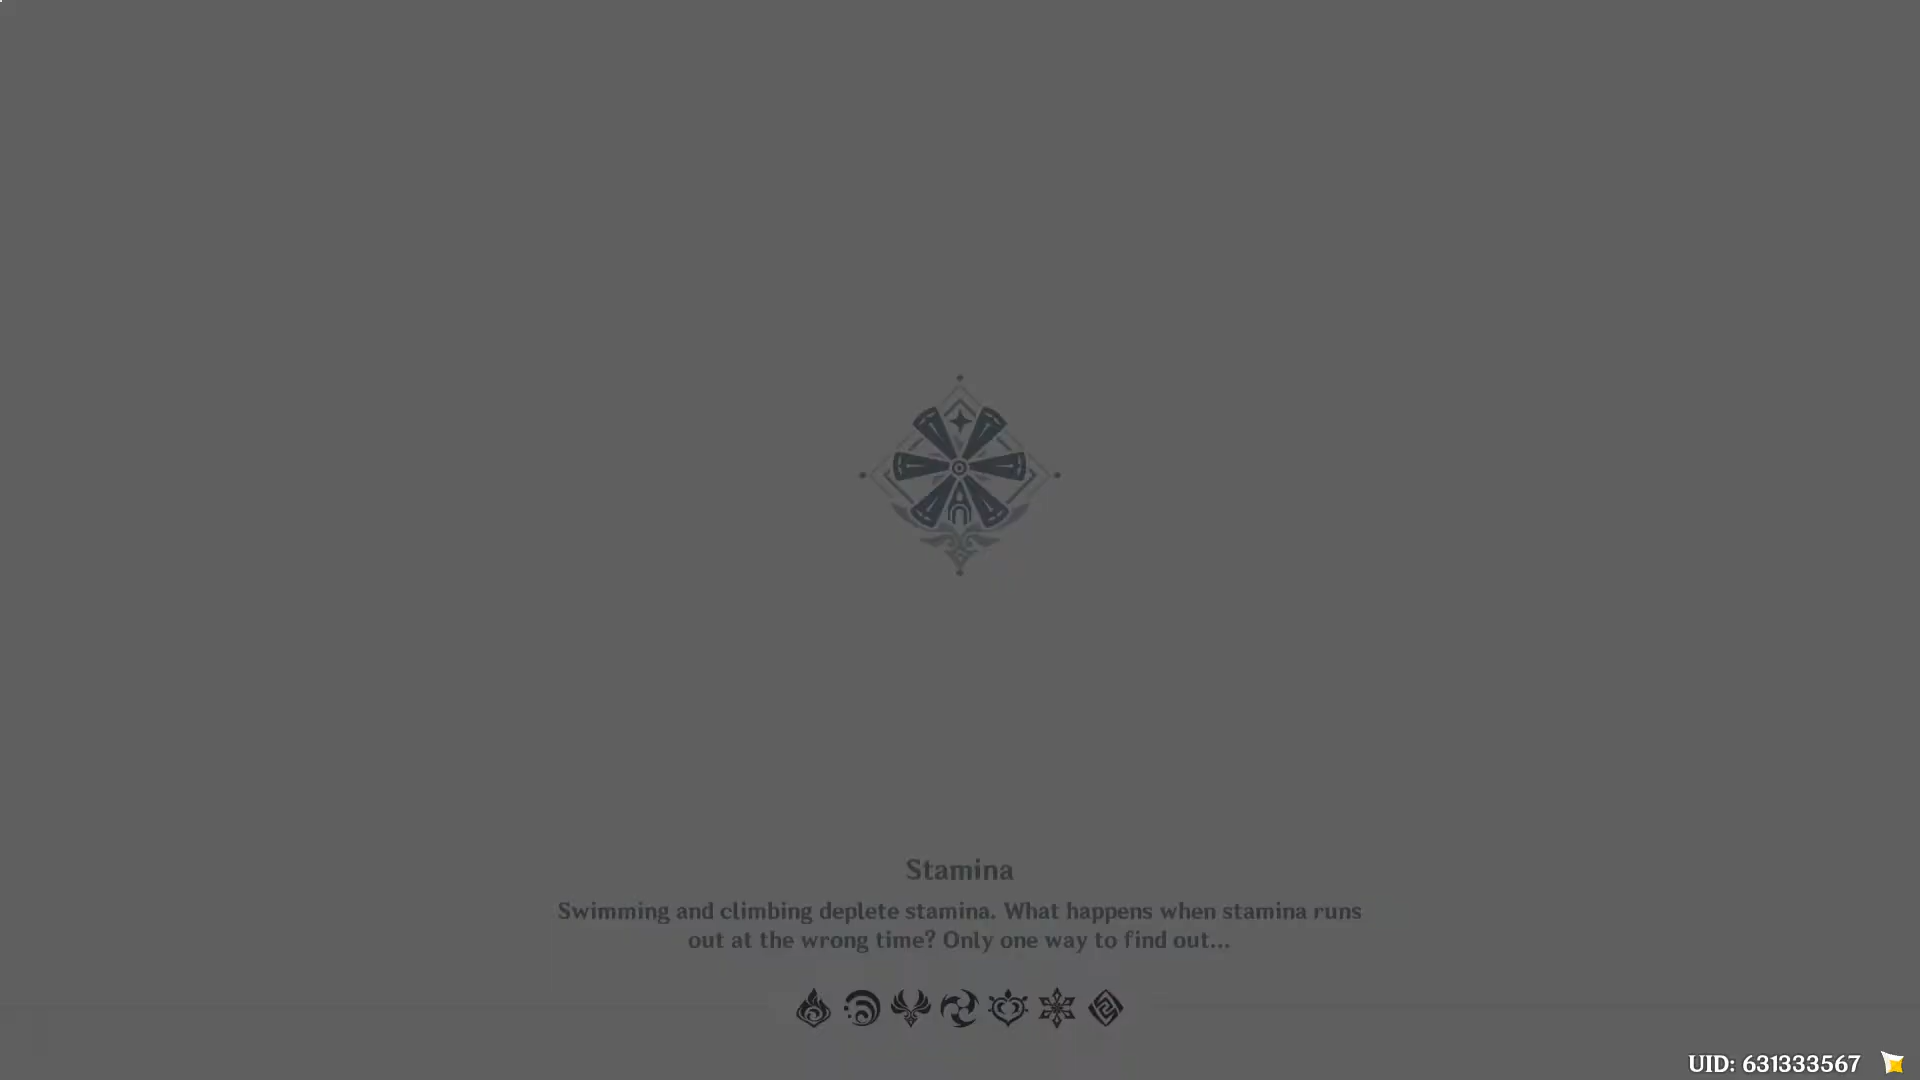 Stamina
Swimming and climbing deplete stamina. What happens when stamina runs
out at the wrong time? Only one way to find out...
UID: 631333567